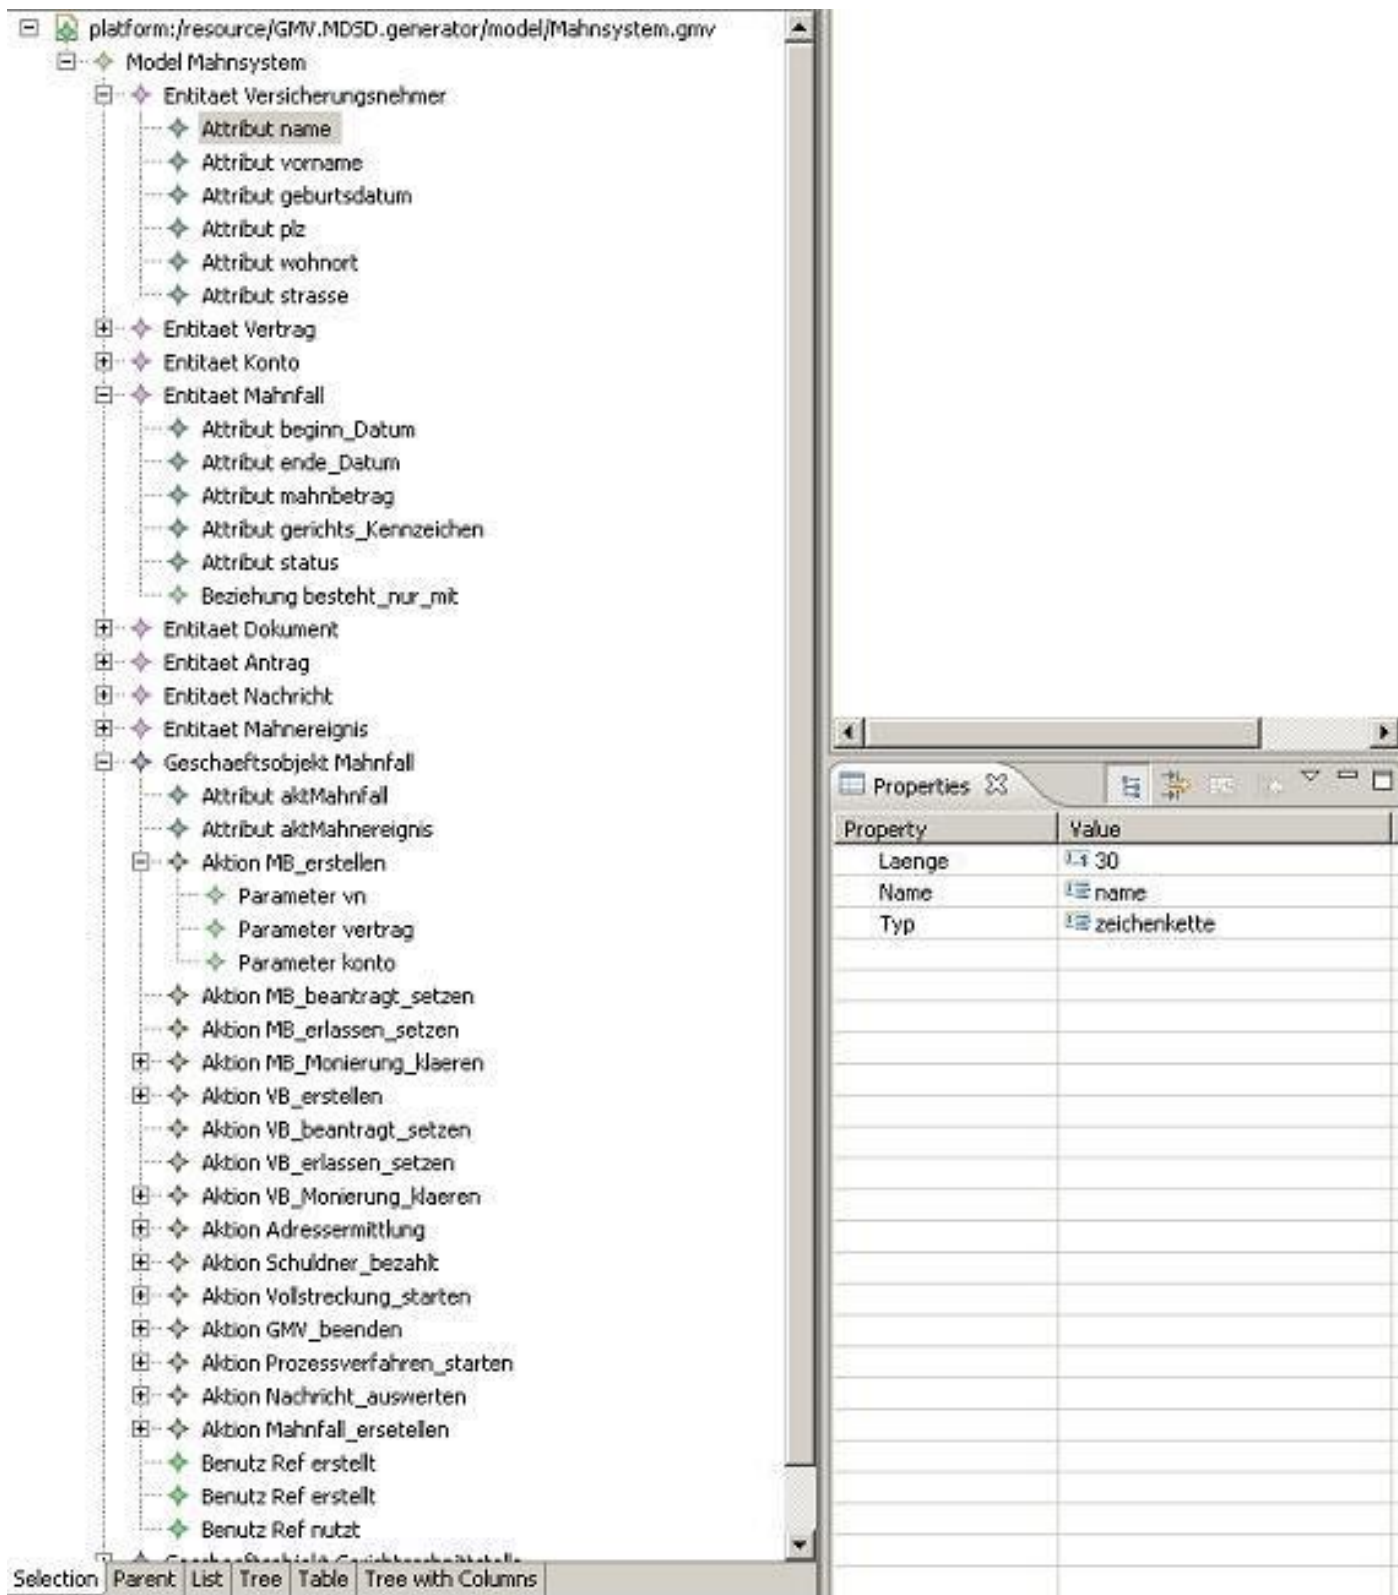 platform:/resource/GMV.MDSD.generator/model/Mahnsystem.gmv
Model Mahnsystem
Entitaet Versicherungsnehmer
Attribut name
Attribut vorname
Attribut geburtsdatum
Attribut plz
Attribut wohnort
Attribut strasse
Entitaet Vertrag
Entitaet Konto
Entitaet Mahnfall
Attribut beginn_Datum
Attribut ende_Datum
Attribut mahnbetrag
Attribut gerichts_Kennzeichen
Attribut status
Beziehung besteht_nur_mit
Entitaet Dokument
Entitaet Antrag
Entitaet Nachricht
Entitaet Mahnereignis
Geschaeftsobjekt Mahnfall
Attribut aktMahnfall
Attribut aktMahnereignis
Aktion MB_erstellen
Parameter vn
Parameter vertrag
Parameter konto
Aktion MB_beantragt_setzen
Aktion MB_erlassen_setzen
Aktion MB_Monierung_klaeren
Aktion VB_erstellen
Aktion VB_beantragt_setzen
Aktion VB_erlassen_setzen
Aktion VB_Monierung_klaeren
Aktion Adressermittlung
Aktion Schuldner_bezahlt
Aktion Vollstreckung_starten
Aktion GMV_beenden
Aktion Prozessverfahren_starten
Aktion Nachricht_auswerten
Aktion Mahnfall_ersetellen
Benutz Ref erstellt
Benutz Ref erstellt
Benutz Ref nutzt
Geschaeftsobjekt Gerichtsschnittstelle
Selection Parent List Tree Table Tree with Columns
Properties
Property Value
Laenge 30
Name name
Typ zeichenkette